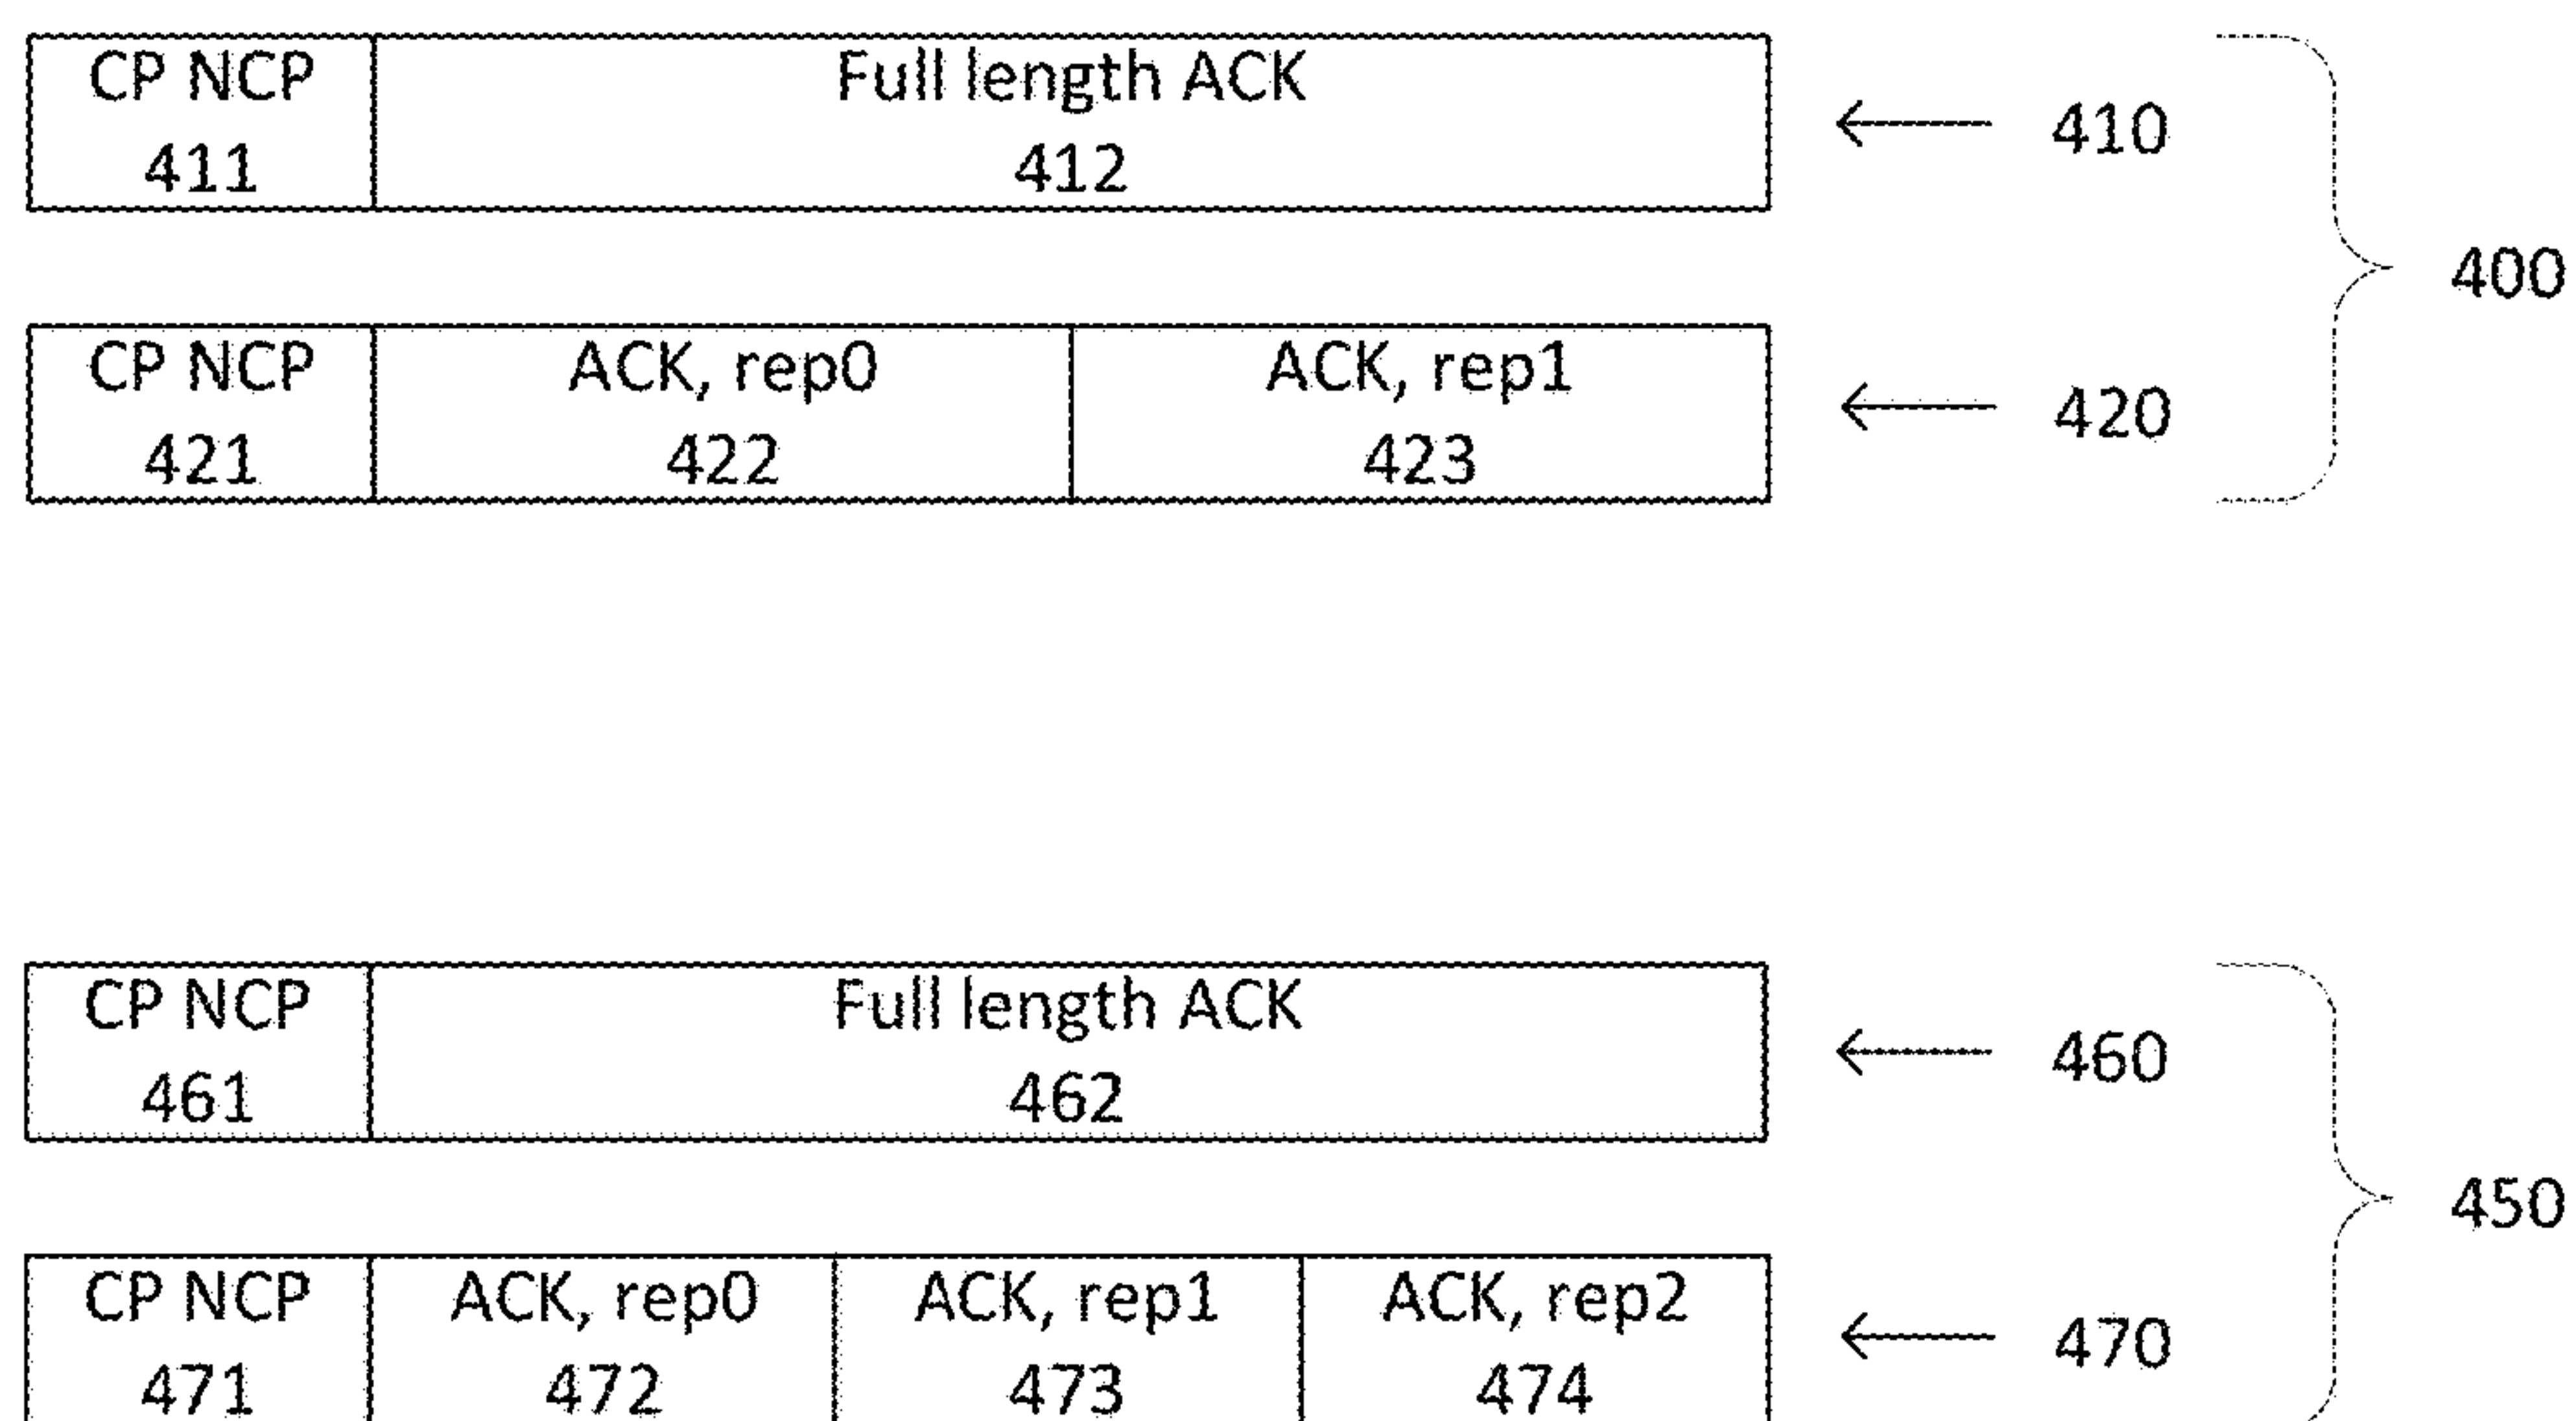 CP NCP
411
Full length ACK
412
410
400
CP NCP
421
ACK, rep0
422
ACK, rep1
423
420
CP NCP
461
Full length ACK
462
460
450
CP NCP
471
ACK, rep0
472
ACK, rep1
473
ACK, rep2
474
470